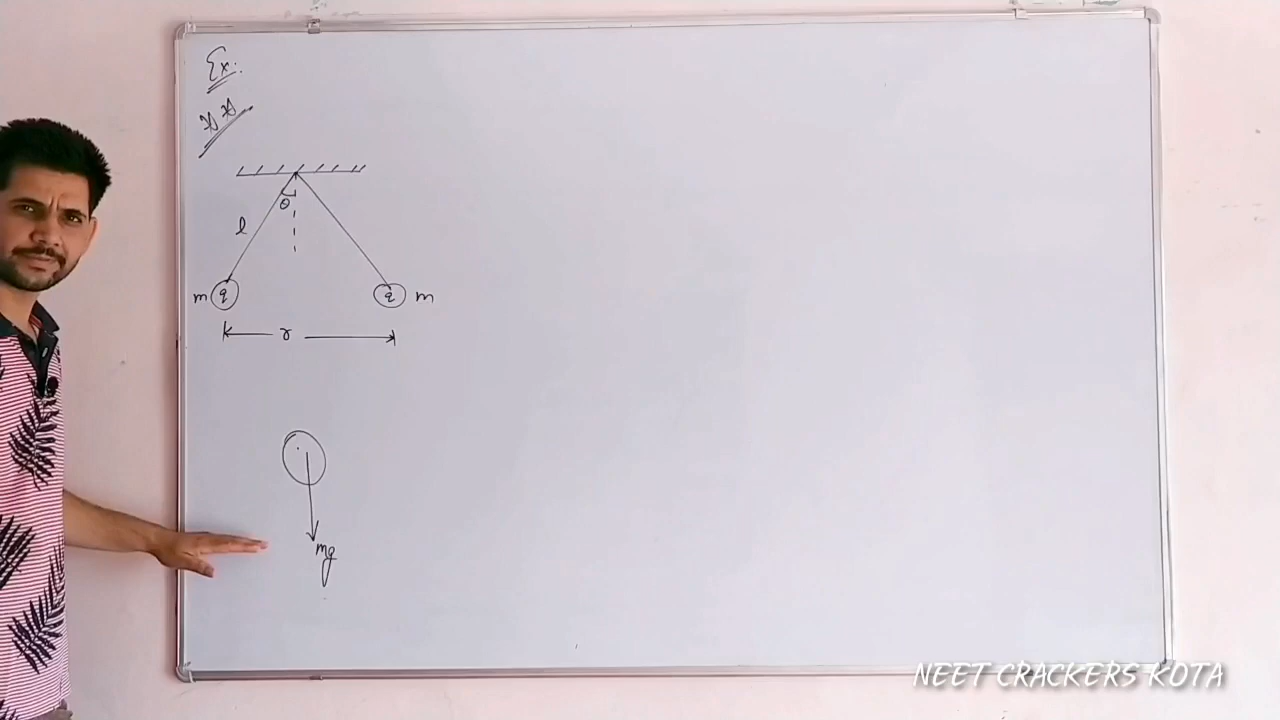 Ex.
θ
l
m q q m
r
mg
NEET CRACKERS KOTA